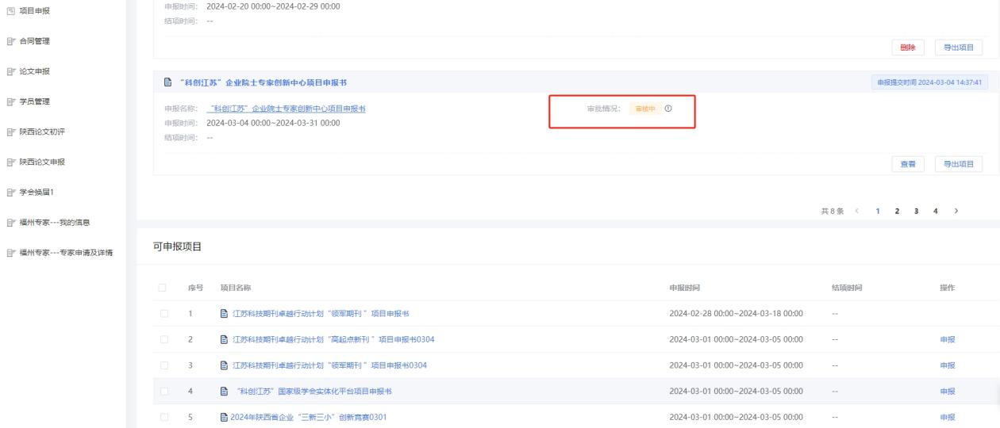 项目申报
合同管理
论文申报
学员管理
陕西论文初评
陕西论文申报
学会换届1
福州专家---我的信息
福州专家---专家申请及详情
申报时间： 2024-02-20 00:00~2024-02-29 00:00
结项时间： --
删除 导出项目
“科创江苏”企业院士专家创新中心项目申报书 申报提交时间 2024-03-04 14:37:41
申报名称： “科创江苏”企业院士专家创新中心项目申报书 审批情况： 审核中
申报时间： 2024-03-04 00:00~2024-03-31 00:00
结项时间： --
查看 导出项目
共 8 条 < 1 2 3 4 >
可申报项目
序号 项目名称 申报时间 结项时间 操作
1 江苏科技期刊卓越行动计划“领军期刊 ”项目申报书 2024-02-28 00:00~2024-03-18 00:00 --
2 江苏科技期刊卓越行动计划“高起点新刊 ”项目申报书0304 2024-03-01 00:00~2024-03-05 00:00 -- 申报
3 江苏科技期刊卓越行动计划“领军期刊 ”项目申报书0304 2024-03-01 00:00~2024-03-05 00:00 -- 申报
4 “科创江苏”国家级学会实体化平台项目申报书 2024-03-01 00:00~2024-03-05 00:00 -- 申报
5 2024年陕西省企业“三新三小”创新竞赛0301 2024-03-01 00:00~2024-03-05 00:00 -- 申报